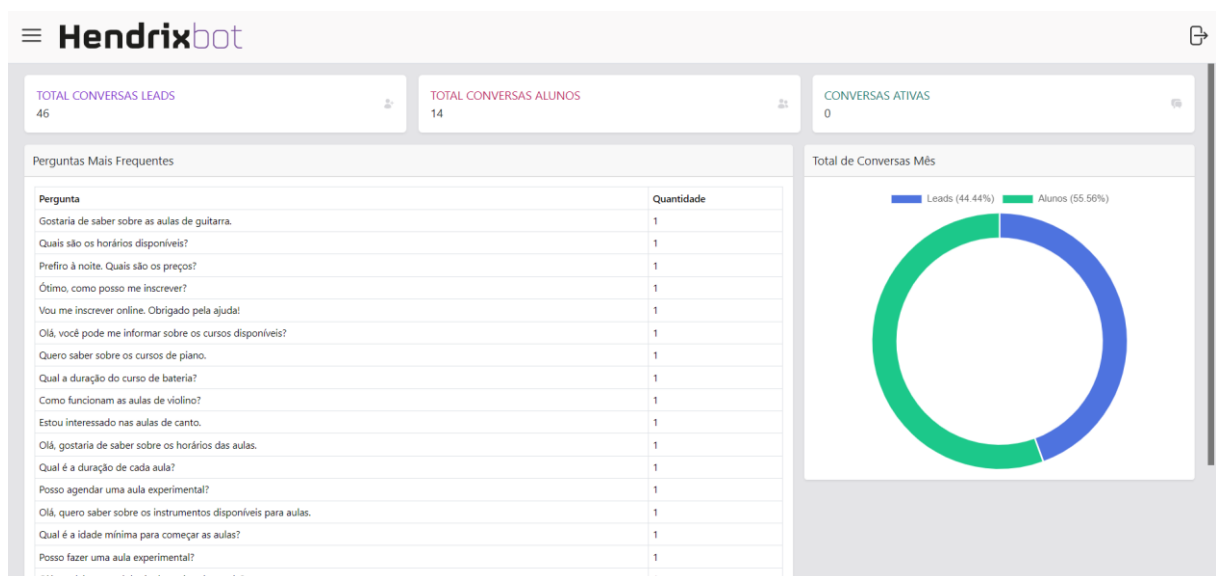 Hendrixbot
TOTAL CONVERSAS LEADS
46
TOTAL CONVERSAS ALUNOS
14
CONVERSAS ATIVAS
0
Perguntas Mais Frequentes
Pergunta Quantidade
Gostaria de saber sobre as aulas de guitarra. 1
Quais são os horários disponíveis? 1
Prefiro à noite. Quais são os preços? 1
Ótimo, como posso me inscrever? 1
Vou me inscrever online. Obrigado pela ajuda! 1
Olá, você pode me informar sobre os cursos disponíveis? 1
Quero saber sobre os cursos de piano. 1
Qual a duração do curso de bateria? 1
Como funcionam as aulas de violino? 1
Estou interessado nas aulas de canto. 1
Olá, gostaria de saber sobre os horários das aulas. 1
Qual é a duração de cada aula? 1
Posso agendar uma aula experimental? 1
Olá, quero saber sobre os instrumentos disponíveis para aulas. 1
Qual é a idade mínima para começar as aulas? 1
Posso fazer uma aula experimental? 1
Total de Conversas Mês
Leads (44.44%) Alunos (55.56%)